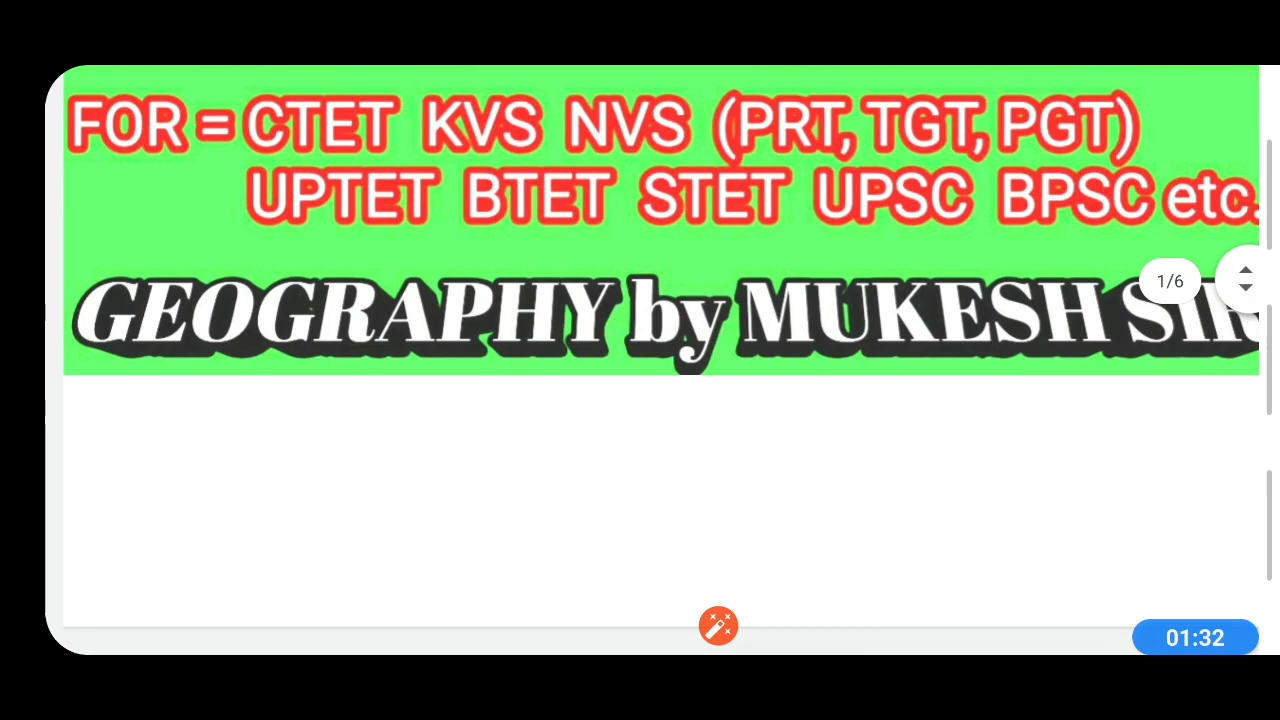 FOR = CTET KVS NVS (PRT, TGT, PGT)
UPTET BTET STET UPSC BPSC etc.
GEOGRAPHY by MUKESH SIR
1/6
01:32